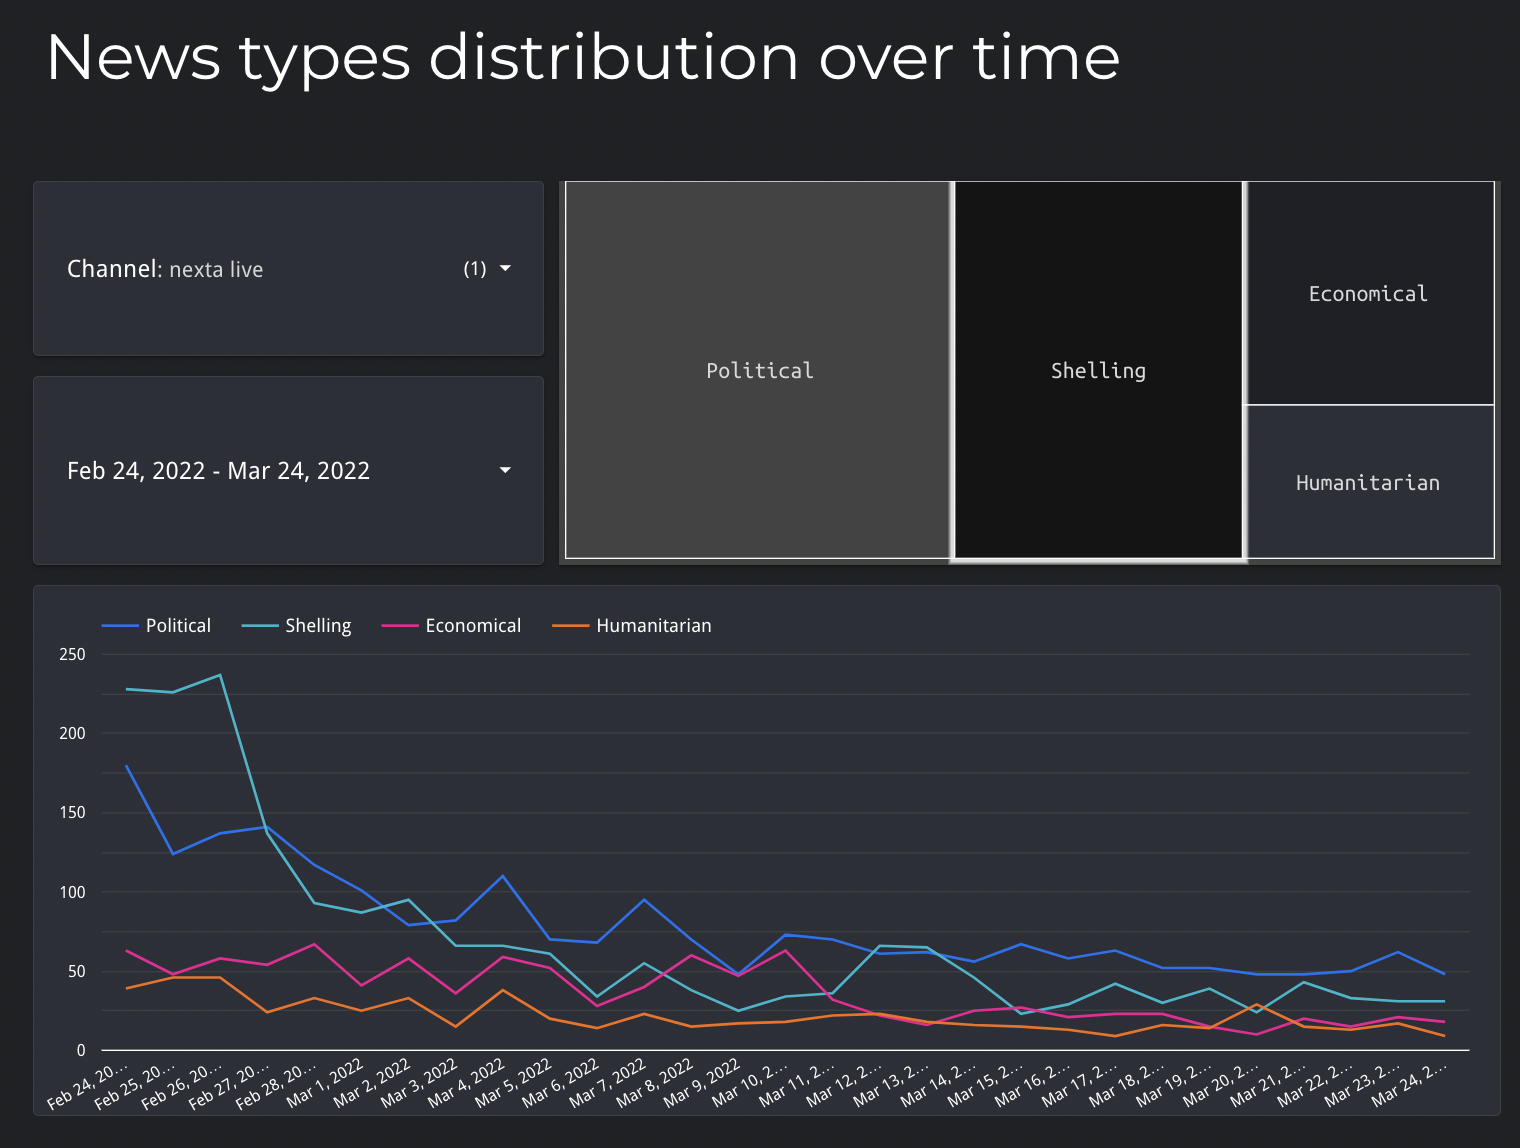 News types distribution over time
Channel: nexta live (1)
Feb 24, 2022 - Mar 24, 2022
Political
Shelling
Economical
Humanitarian
Political Shelling Economical Humanitarian
250
200
150
100
50
0
Feb 24, 20...
Feb 25, 20...
Feb 26, 20...
Feb 27, 20...
Feb 28, 20...
Mar 1, 2022
Mar 2, 2022
Mar 3, 2022
Mar 4, 2022
Mar 5, 2022
Mar 6, 2022
Mar 7, 2022
Mar 8, 2022
Mar 9, 2022
Mar 10, 2...
Mar 11, 2...
Mar 12, 2...
Mar 13, 2...
Mar 14, 2...
Mar 15, 2...
Mar 16, 2...
Mar 17, 2...
Mar 18, 2...
Mar 19, 2...
Mar 20, 2...
Mar 21, 2...
Mar 22, 2...
Mar 23, 2...
Mar 24, 2...